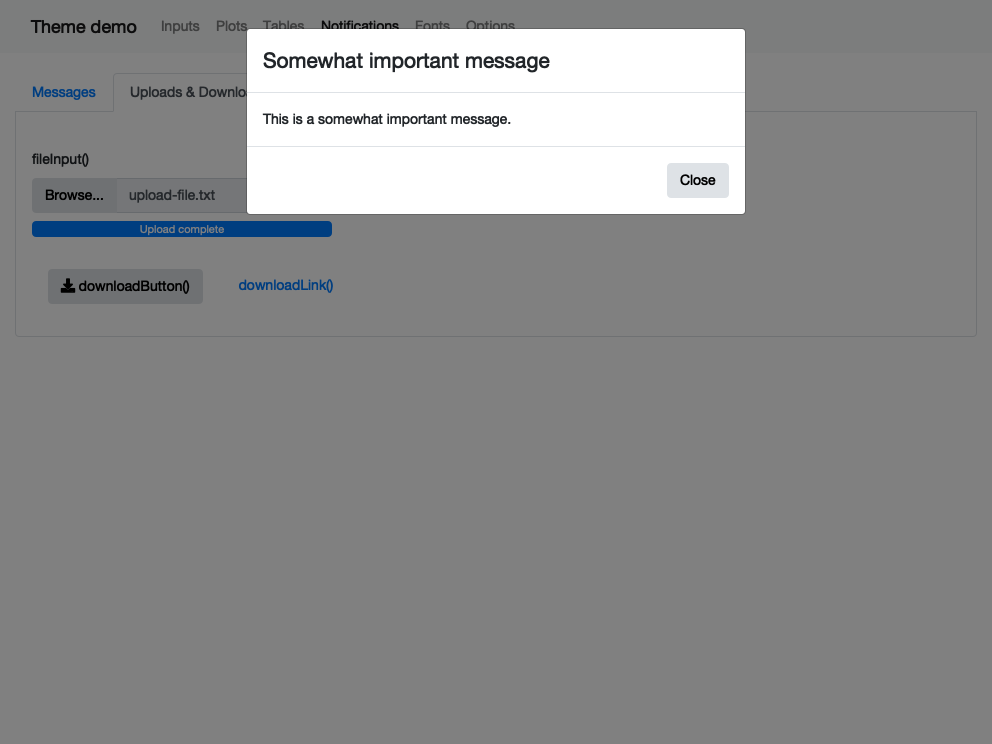 Theme demo Inputs Plots Tables Notifications Fonts Options
Somewhat important message
Messages Uploads & Downlo
This is a somewhat important message.
fileInput()
Close
Browse... upload-file.txt
Upload complete
downloadButton() downloadLink()